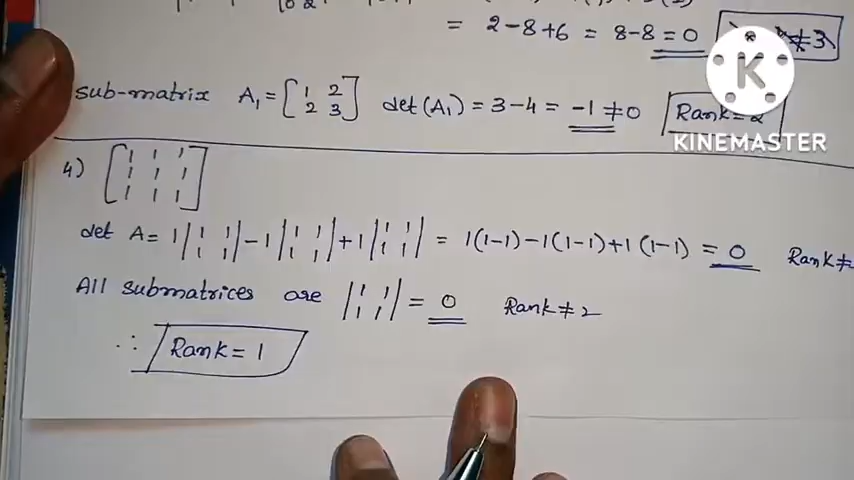 = 2-8+6 = 8-8 = 0
≠3
sub-matrix A₁ = [1 2 2 3] det(A₁) = 3-4 = -1 ≠0 Rank = 2
KINEMASTER
4) [1 1 1
1 1 1
1 1 1]
det A = 1|1 1 1 1| -1|1 1 1 1| +1|1 1 1 1| = 1(1-1)-1(1-1)+1(1-1) = 0 Rank≠
All submatrices are |1 1 1 1| = 0 Rank≠2
∴ Rank = 1